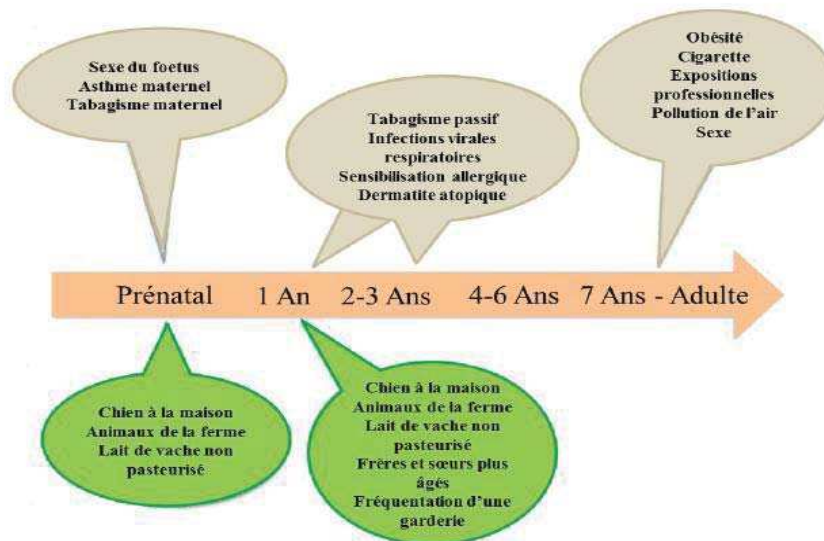 Sexe du foetus
Asthme maternel
Tabagisme maternel
Tabagisme passif
Infections virales
respiratoires
Sensibilisation allergique
Dermatite atopique
Obésité
Cigarette
Expositions
professionnelles
Pollution de l'air
Sexe
Prénatal 1 An 2-3 Ans 4-6 Ans 7 Ans - Adulte
Chien à la maison
Animaux de la ferme
Lait de vache non
pasteurisé
Chien à la maison
Animaux de la ferme
Lait de vache non
pasteurisé
Frères et sœurs plus
âgés
Fréquentation d'une
garderie